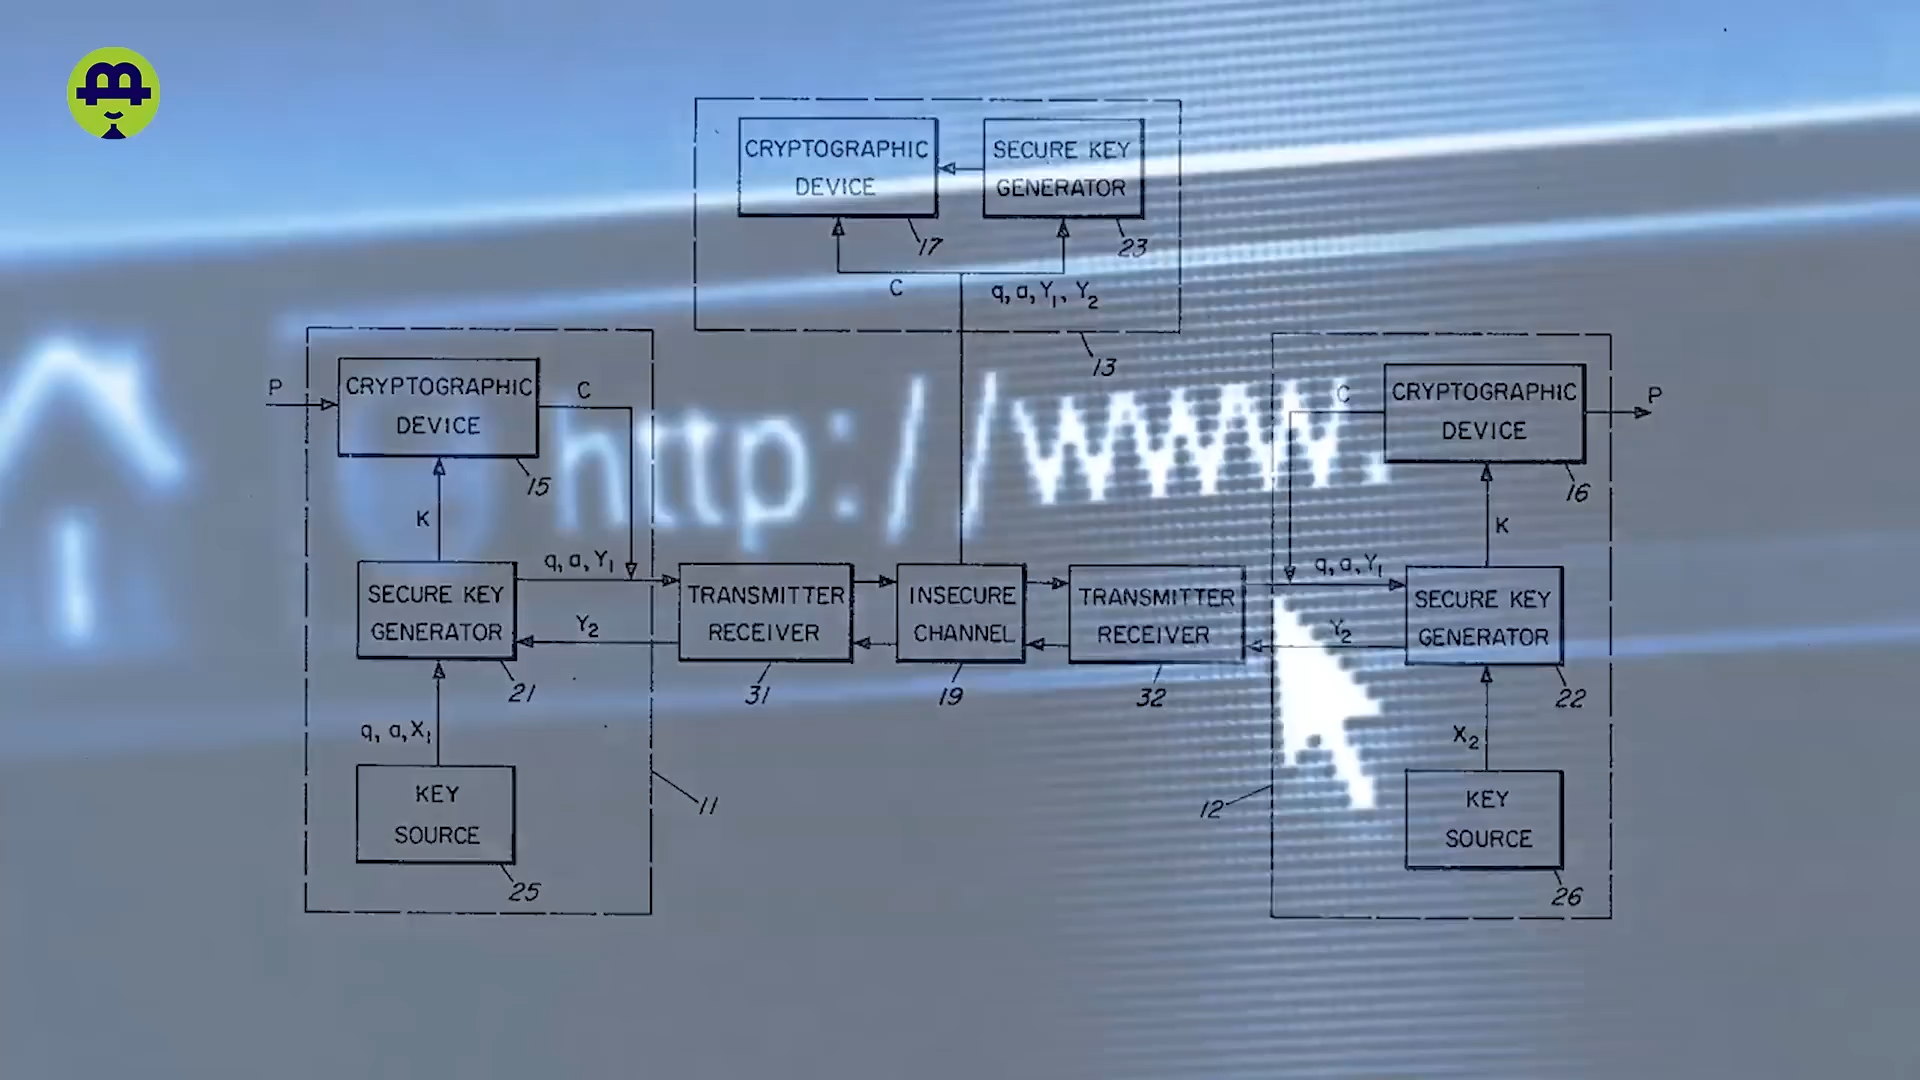 CRYPTOGRAPHIC
DEVICE
17
SECURE KEY
GENERATOR
23
C
q, a, Y₁, Y₂
13
P
CRYPTOGRAPHIC
DEVICE
15
C
K
q, a, Y₁
SECURE KEY
GENERATOR
21
Y₂
q, a, X₁
KEY
SOURCE
25
11
http://www.
TRANSMITTER
RECEIVER
31
INSECURE
CHANNEL
19
TRANSMITTER
RECEIVER
32
C
CRYPTOGRAPHIC
DEVICE
16
P
K
q, a, Y₁
Y₂
SECURE KEY
GENERATOR
22
X₂
12
KEY
SOURCE
26